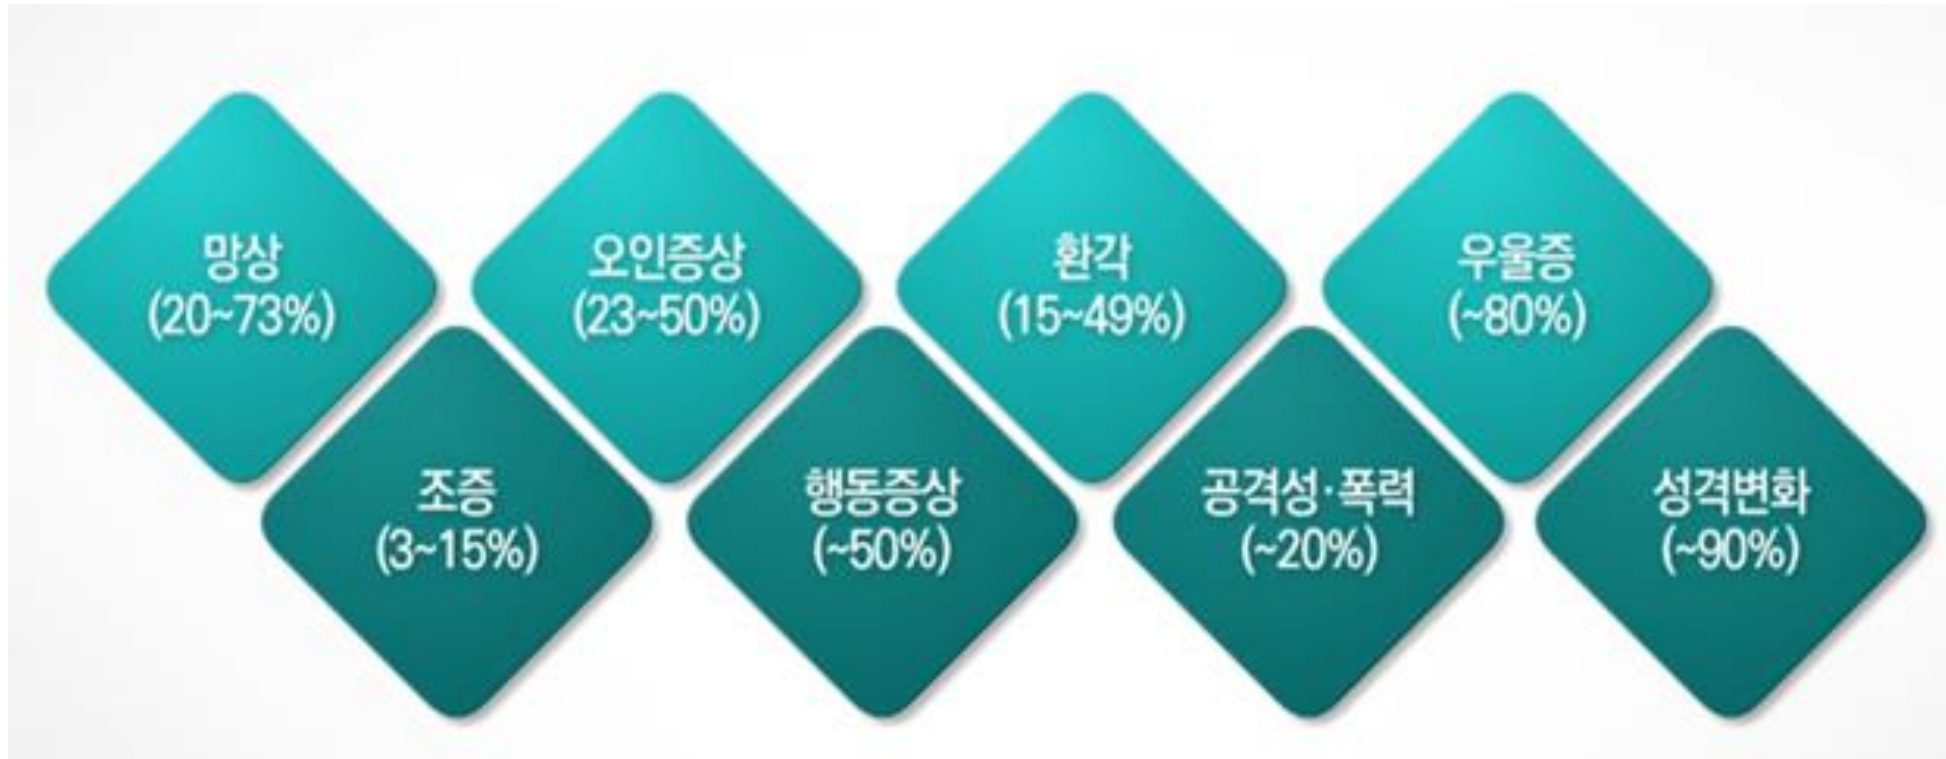 망상
(20~73%)
오인증상
(23~50%)
환각
(15~49%)
우울증
(~80%)
조증
(3~15%)
행동증상
(~50%)
공격성·폭력
(~20%)
성격변화
(~90%)